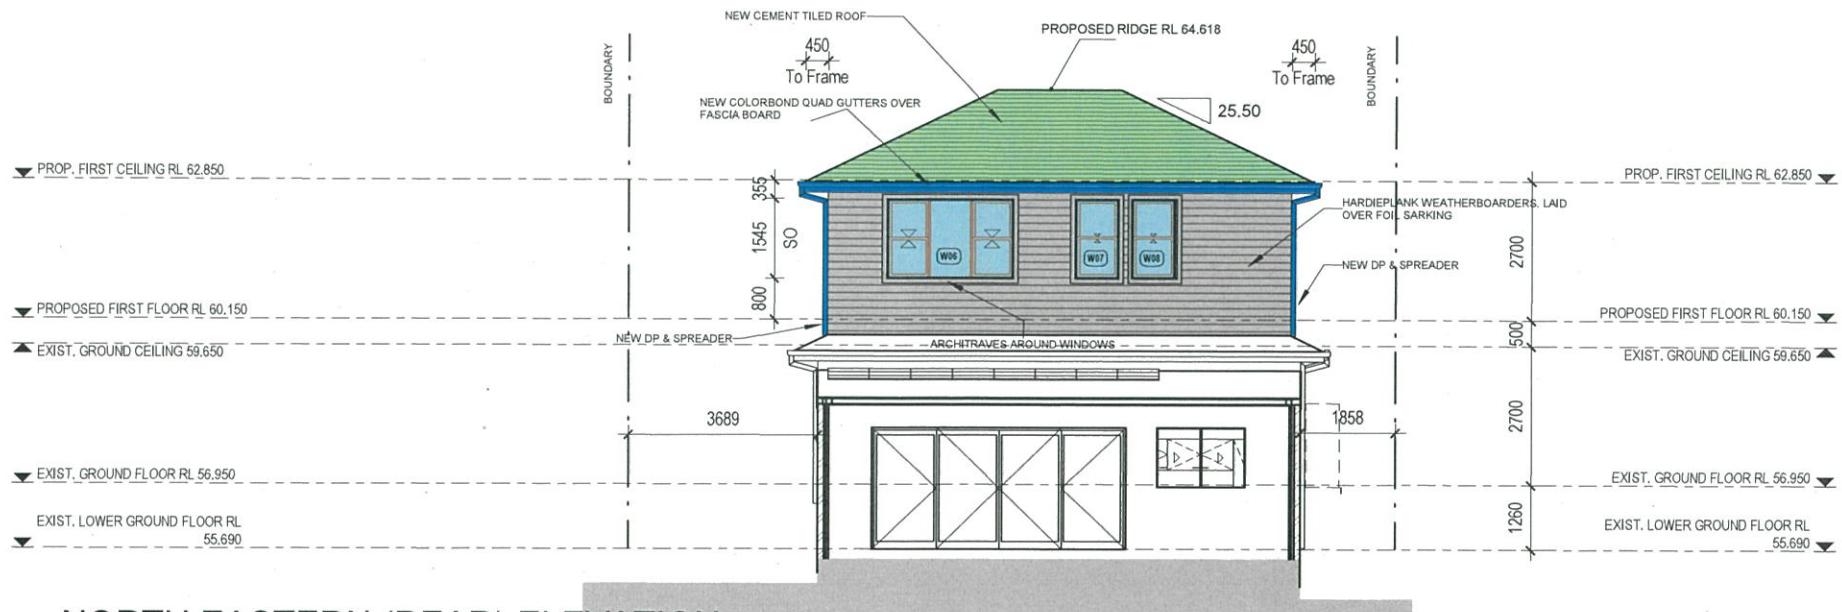 NEW CEMENT TILED ROOF
PROPOSED RIDGE RL 64.618
BOUNDARY
450
To Frame
450
To Frame
BOUNDARY
NEW COLORBOND QUAD GUTTERS OVER
FASCIA BOARD
25.50
PROP. FIRST CEILING RL 62.850
PROP. FIRST CEILING RL 62.850
355
HARDIEPLANK WEATHERBOARDERS. LAID
OVER FOIL SARKING
1545
SO
2700
W06
W07
W08
NEW DP & SPREADER
800
PROPOSED FIRST FLOOR RL 60.150
PROPOSED FIRST FLOOR RL 60.150
NEW DP & SPREADER
500
ARCHITRAVES AROUND WINDOWS
EXIST. GROUND CEILING 59.650
EXIST. GROUND CEILING 59.650
3689
1858
2700
EXIST. GROUND FLOOR RL 56.950
EXIST. GROUND FLOOR RL 56.950
EXIST. LOWER GROUND FLOOR RL
55.690
1260
EXIST. LOWER GROUND FLOOR RL
55.690
NORTH EASTERN (REAR) ELEVATION